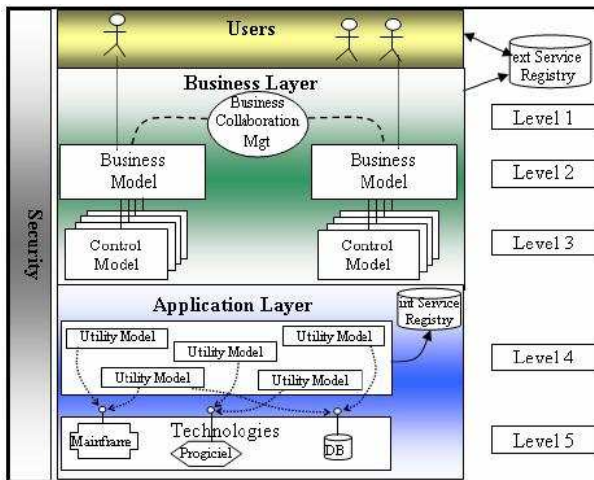 Users
ext Service
Registry
Security
Business Layer
Business
Collaboration
Mgt
Level 1
Business
Model
Business
Model
Level 2
Control
Model
Control
Model
Level 3
Application Layer
int Service
Registry
Utility Model
Utility Model
Utility Model
Utility Model
Utility Model
Level 4
Technologies
Mainframe
Progiciel
DB
Level 5